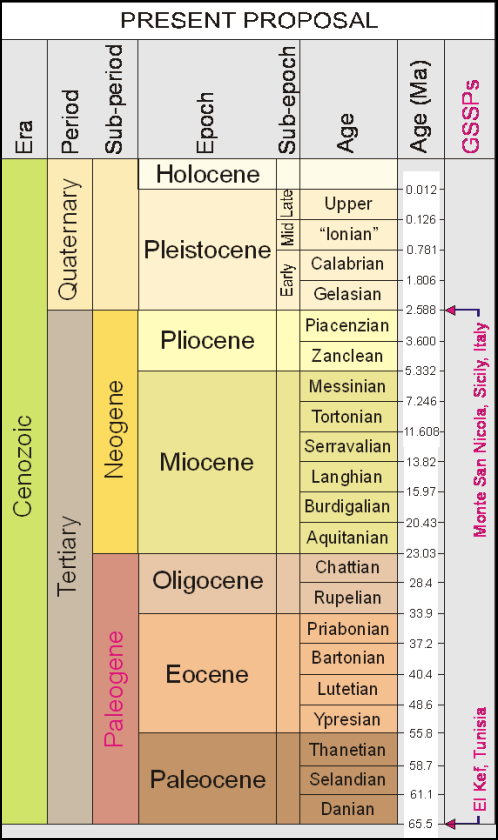 PRESENT PROPOSAL
Era
Period
Sub-period
Epoch
Sub-epoch
Age
Age (Ma)
GSSPs
Cenozoic
Quaternary
Tertiary
Neogene
Paleogene
Holocene
Pleistocene
Pliocene
Miocene
Oligocene
Eocene
Paleocene
Late
Mid
Early
Upper
“Ionian”
Calabrian
Gelasian
Piacenzian
Zanclean
Messinian
Tortonian
Serravalian
Langhian
Burdigalian
Aquitanian
Chattian
Rupelian
Priabonian
Bartonian
Lutetian
Ypresian
Thanetian
Selandian
Danian
0.012
0.126
0.781
1.806
2.588
3.600
5.332
7.246
11.608
13.82
15.97
20.43
23.03
28.4
33.9
37.2
40.4
48.6
55.8
58.7
61.1
65.5
Monte San Nicola, Sicily, Italy
El Kef, Tunisia